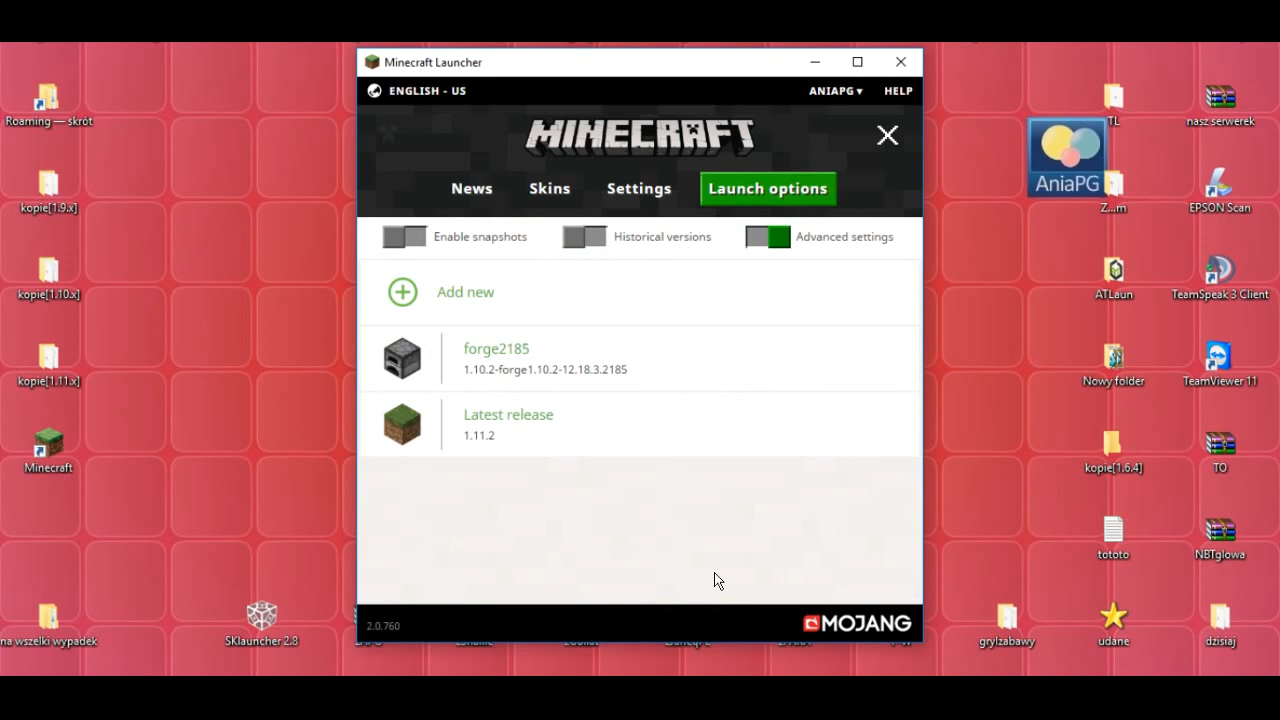 Minecraft Launcher
ENGLISH - US
ANIAPG
HELP
MINECRAFT
News
Skins
Settings
Launch options
Enable snapshots
Historical versions
Advanced settings
Add new
forge2185
1.10.2-forge1.10.2-12.18.3.2185
Latest release
1.11.2
2.0.760
MOJANG
Roaming — skrót
kopie[1.9.x]
kopie[1.10.x]
kopie[1.11.x]
Minecraft
na wszelki wypadek
SKlauncher 2.8
AniaPG
TL
nasz serwerek
Z...m
EPSON Scan
ATLaun
TeamSpeak 3 Client
Nowy folder
TeamViewer 11
kopie[1.6.4]
TO
tototo
NBTglowa
gryIzabawy
udane
dzisiaj